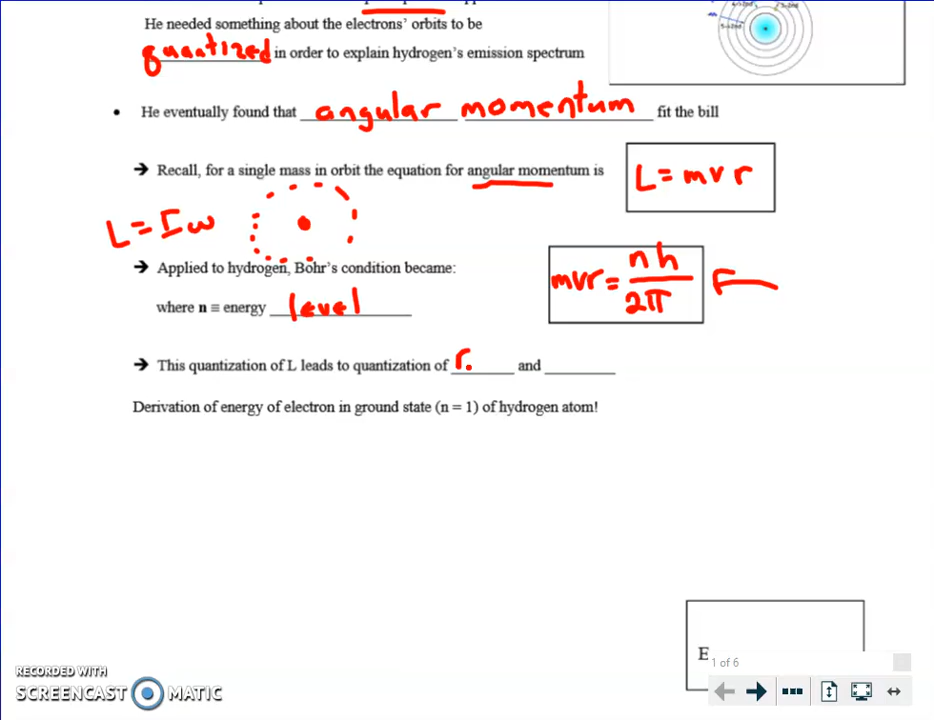 He needed something about the electrons' orbits to be
quantized in order to explain hydrogen's emission spectrum
• He eventually found that angular momentum fit the bill
➔ Recall, for a single mass in orbit the equation for angular momentum is
L = mvr
L = Iω
➔ Applied to hydrogen, Bohr's condition became:
mvr = nh / 2π
where n ≡ energy level
➔ This quantization of L leads to quantization of r. ______ and ________
Derivation of energy of electron in ground state (n = 1) of hydrogen atom!
E
1 of 6
RECORDED WITH
SCREENCAST MATIC